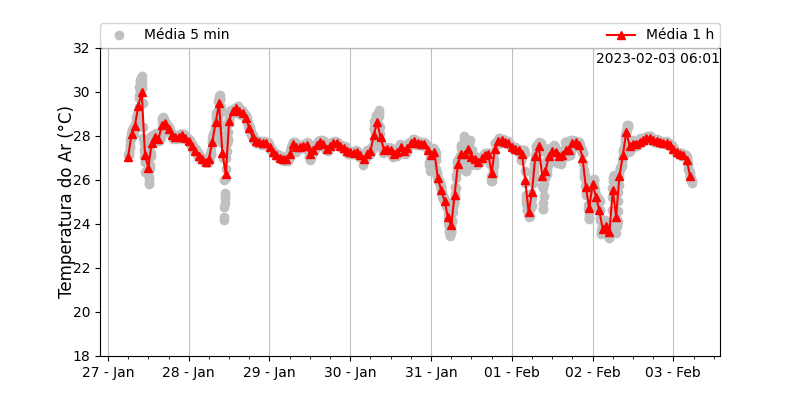 Média 5 min
Média 1 h
2023-02-03 06:01
Temperatura do Ar (°C)
32
30
28
26
24
22
20
18
27 - Jan
28 - Jan
29 - Jan
30 - Jan
31 - Jan
01 - Feb
02 - Feb
03 - Feb